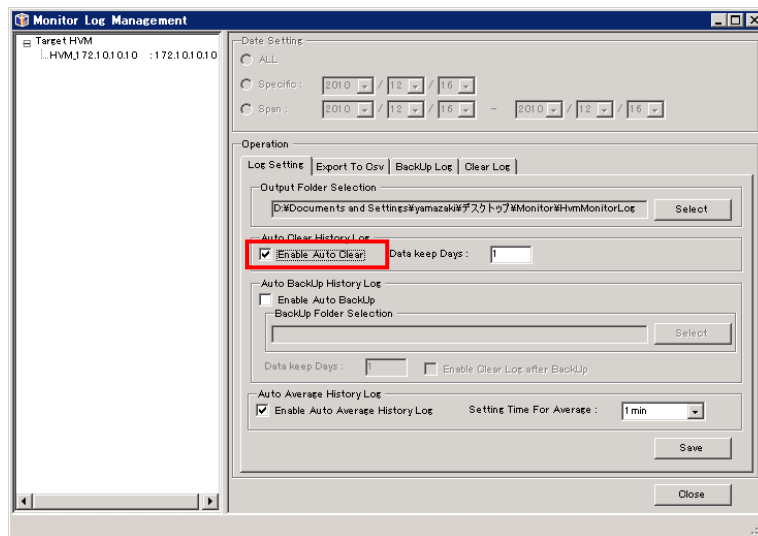 Monitor Log Management
Target HVM
HVM_172.10.10.10 : 172.10.10.10
Date Setting
ALL
Specific : 2010 / 12 / 16
Span : 2010 / 12 / 16 - 2010 / 12 / 16
Operation
Log Setting Export To Csv BackUp Log Clear Log
Output Folder Selection
D:¥Documents and Settings¥yamazaki¥デスクトップ¥Monitor¥HvmMonitorLog Select
Auto Clear History Log
Enable Auto Clear Data keep Days : 1
Auto BackUp History Log
Enable Auto BackUp
BackUp Folder Selection
Select
Data keep Days : 1 Enable Clear Log after BackUp
Auto Average History Log
Enable Auto Average History Log Setting Time For Average : 1 min
Save
Close